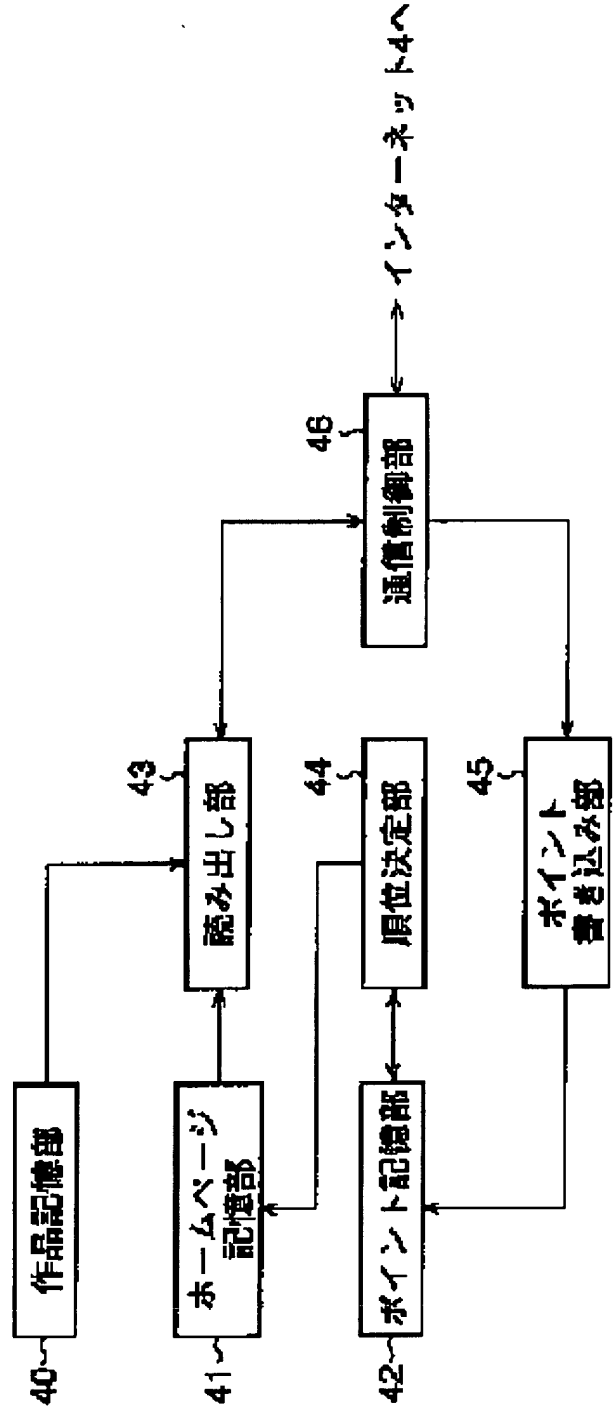 40
作品記憶部
41
ホームページ
記憶部
42
ポイント記憶部
43
読み出し部
44
順位決定部
45
ポイント
書き込み部
46
通信制御部
インターネット4へ